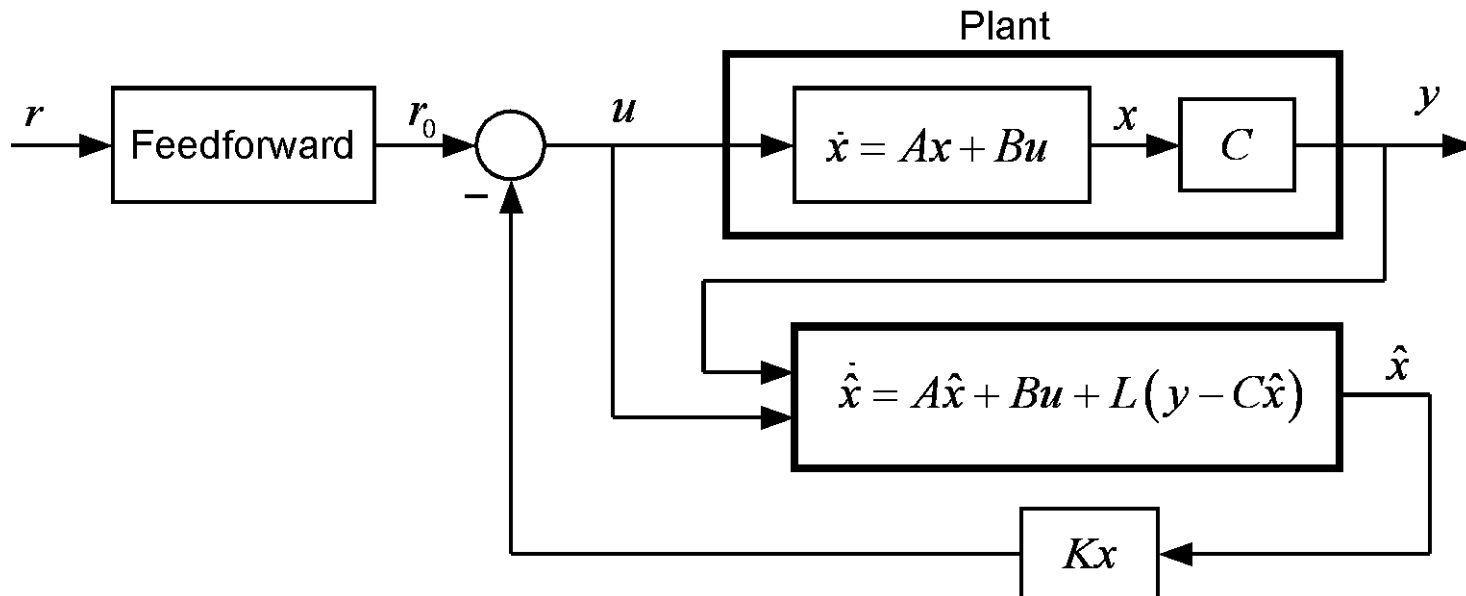 Plant
r
Feedforward
r₀
−
u
ẋ = Ax + Bu
x
C
y
x̂̇ = Ax̂ + Bu + L(y − Cx̂)
x̂
Kx